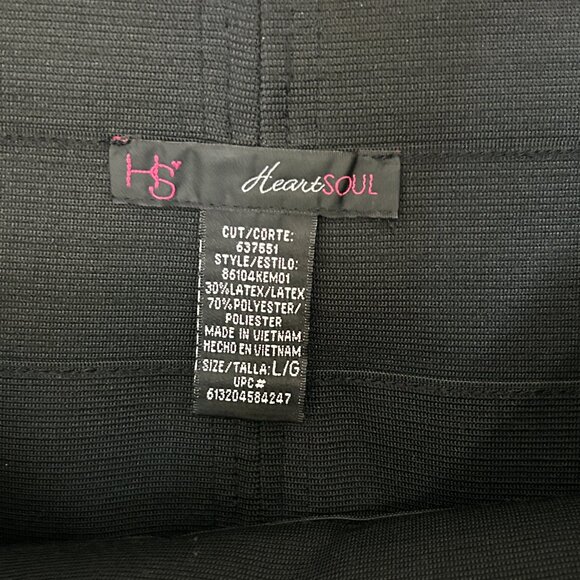 HS HeartSOUL
CUT/CORTE:
637551
STYLE/ESTILO:
86104KEM01
30%LATEX/LATEX
70%POLYESTER/
POLIESTER
MADE IN VIETNAM
HECHO EN VIETNAM
SIZE/TALLA: L/G
UPC#
613204584247